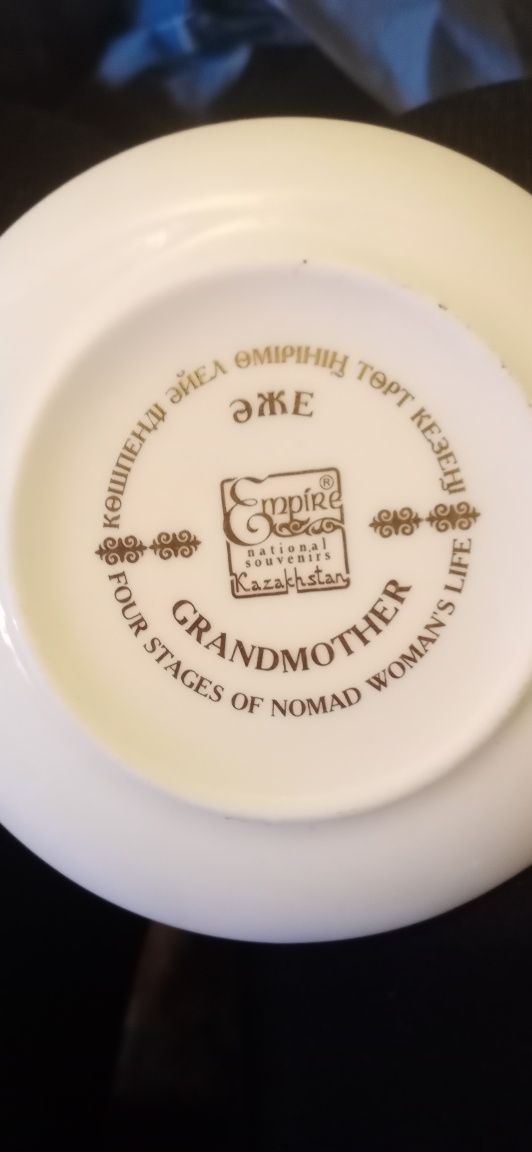 КӨШПЕНДІ ӘЙЕЛ ӨМІРІНІҢ ТӨРТ КЕЗЕҢІ
ӘЖЕ
Empire ®
national
souvenirs
Kazakhstan
GRANDMOTHER
FOUR STAGES OF NOMAD WOMAN'S LIFE